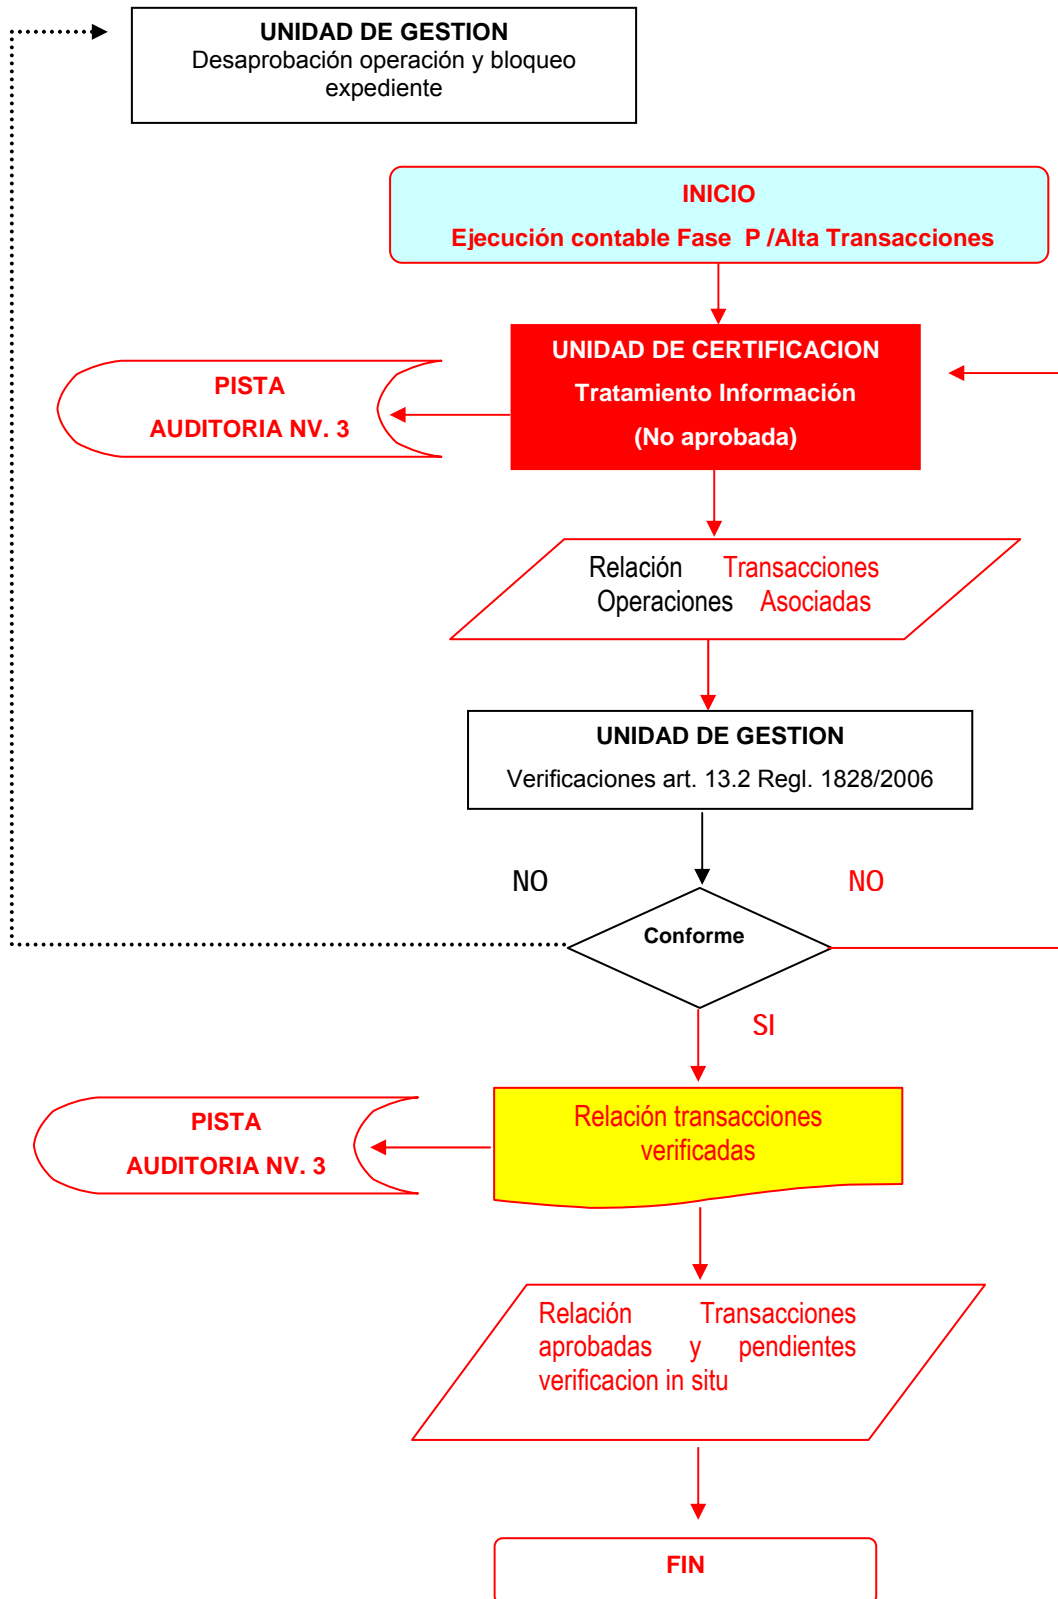 UNIDAD DE GESTION
Desaprobación operación y bloqueo
expediente
INICIO
Ejecución contable Fase P /Alta Transacciones
UNIDAD DE CERTIFICACION
Tratamiento Información
(No aprobada)
PISTA
AUDITORIA NV. 3
Relación Transacciones
Operaciones Asociadas
UNIDAD DE GESTION
Verificaciones art. 13.2 Regl. 1828/2006
NO
NO
Conforme
SI
Relación transacciones
verificadas
PISTA
AUDITORIA NV. 3
Relación Transacciones
aprobadas y pendientes
verificacion in situ
FIN